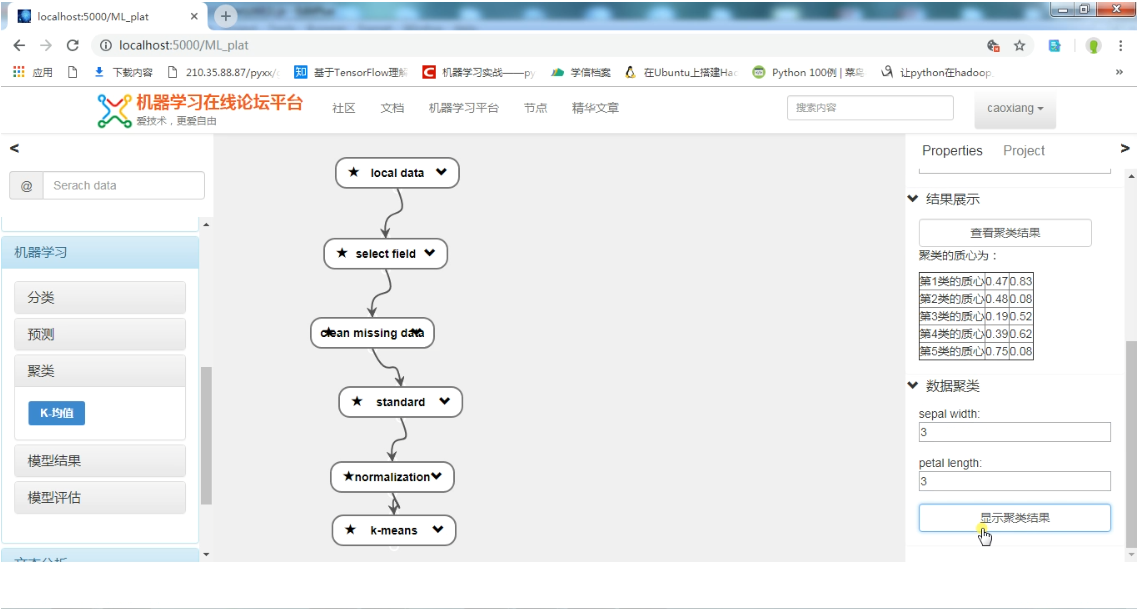 localhost:5000/ML_plat
localhost:5000/ML_plat
应用
下载内容
210.35.88.87/pyxx/
知 基于TensorFlow理解
C 机器学习实战——py
学信档案
在Ubuntu上搭建Had
Python 100例 | 菜鸟
让python在hadoop
机器学习在线论坛平台
爱技术，更爱自由
社区 文档 机器学习平台 节点 精华文章
搜索内容
caoxiang
<
@ Serach data
机器学习
分类
预测
聚类
K-均值
模型结果
模型评估
文本分析
local data
select field
clean missing data
standard
normalization
k-means
Properties Project
>
结果展示
查看聚类结果
聚类的质心为：
第1类的质心 0.47 0.83
第2类的质心 0.48 0.08
第3类的质心 0.19 0.52
第4类的质心 0.39 0.62
第5类的质心 0.75 0.08
数据聚类
sepal width:
3
petal length:
3
显示聚类结果